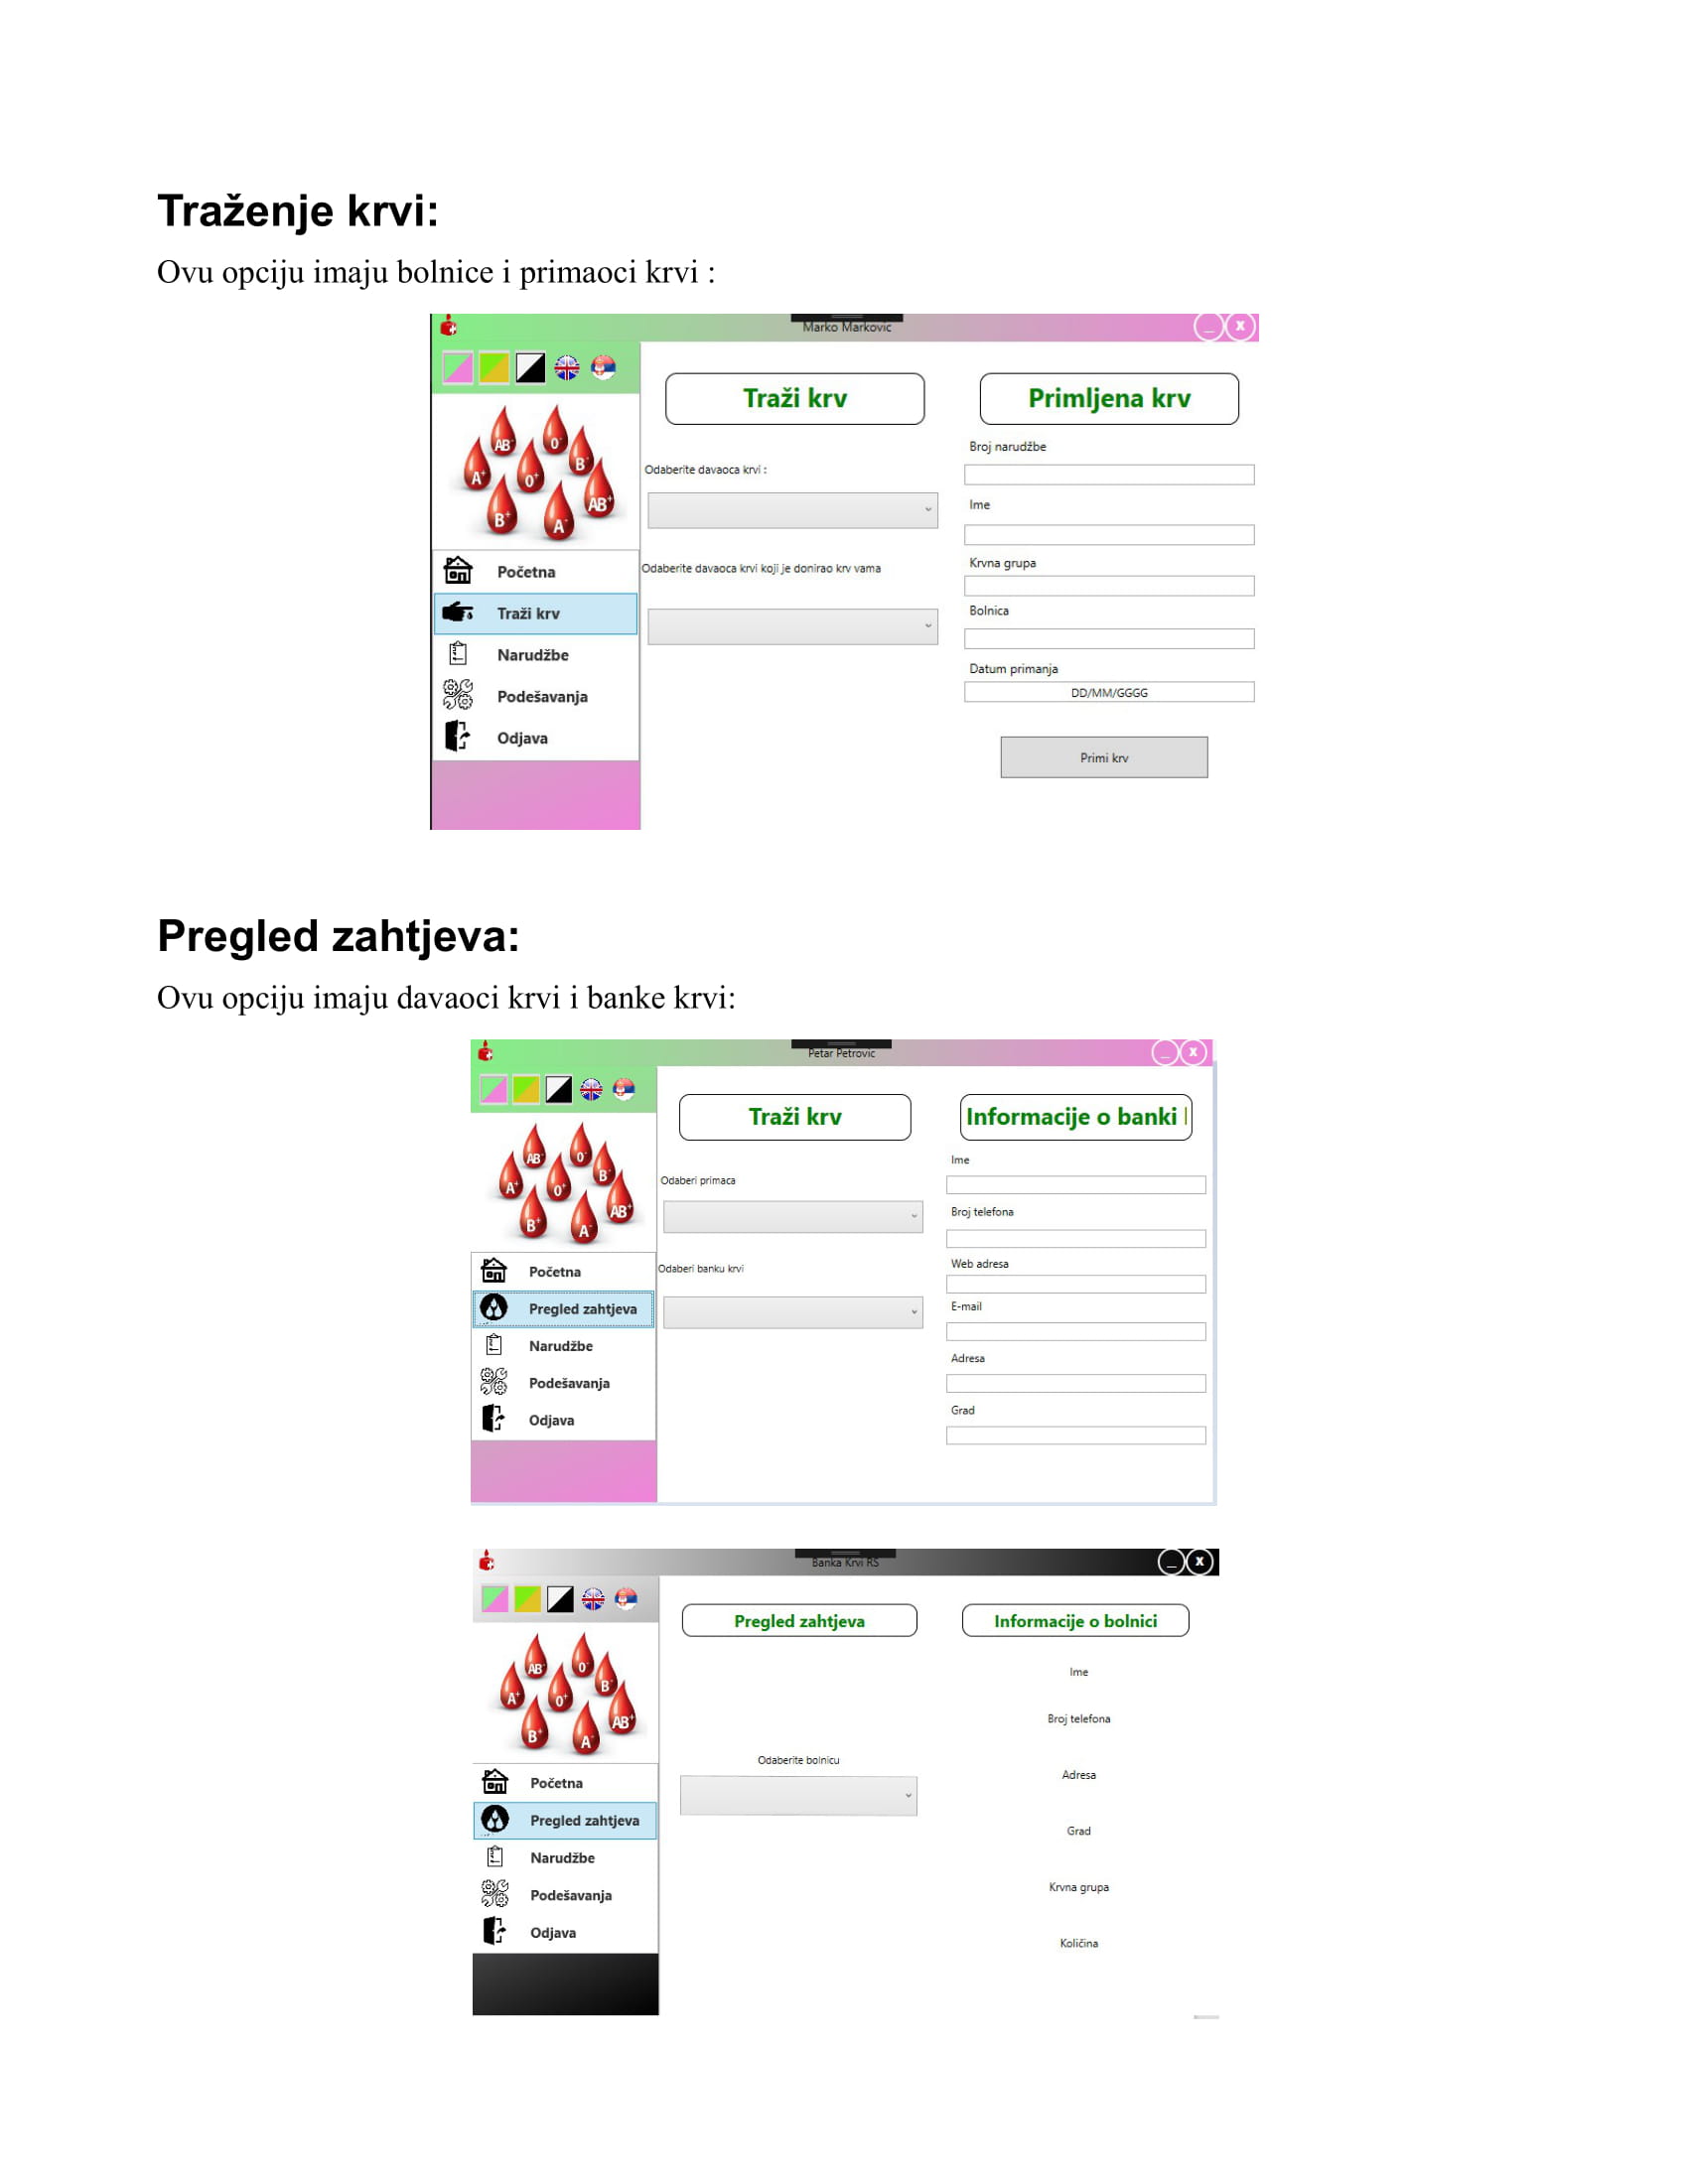 Traženje krvi:
Ovu opciju imaju bolnice i primaoci krvi :
Marko Markovic
_ X
AB-
0-
A+
0+
B-
B+
A-
AB+
Početna
Traži krv
Narudžbe
Podešavanja
Odjava
Traži krv
Odaberite davaoca krvi :
Odaberite davaoca krvi koji je donirao krv vama
Primljena krv
Broj narudžbe
Ime
Krvna grupa
Bolnica
Datum primanja
DD/MM/GGGG
Primi krv
Pregled zahtjeva:
Ovu opciju imaju davaoci krvi i banke krvi:
Petar Petrovic
_ X
AB-
0-
A+
0+
B-
B+
A-
AB+
Početna
Pregled zahtjeva
Narudžbe
Podešavanja
Odjava
Traži krv
Odaberi primaca
Odaberi banku krvi
Informacije o banki
Ime
Broj telefona
Web adresa
E-mail
Adresa
Grad
Banka Krvi RS
_ X
AB-
0-
A+
0+
B-
B+
A-
AB+
Početna
Pregled zahtjeva
Narudžbe
Podešavanja
Odjava
Pregled zahtjeva
Odaberite bolnicu
Informacije o bolnici
Ime
Broj telefona
Adresa
Grad
Krvna grupa
Količina